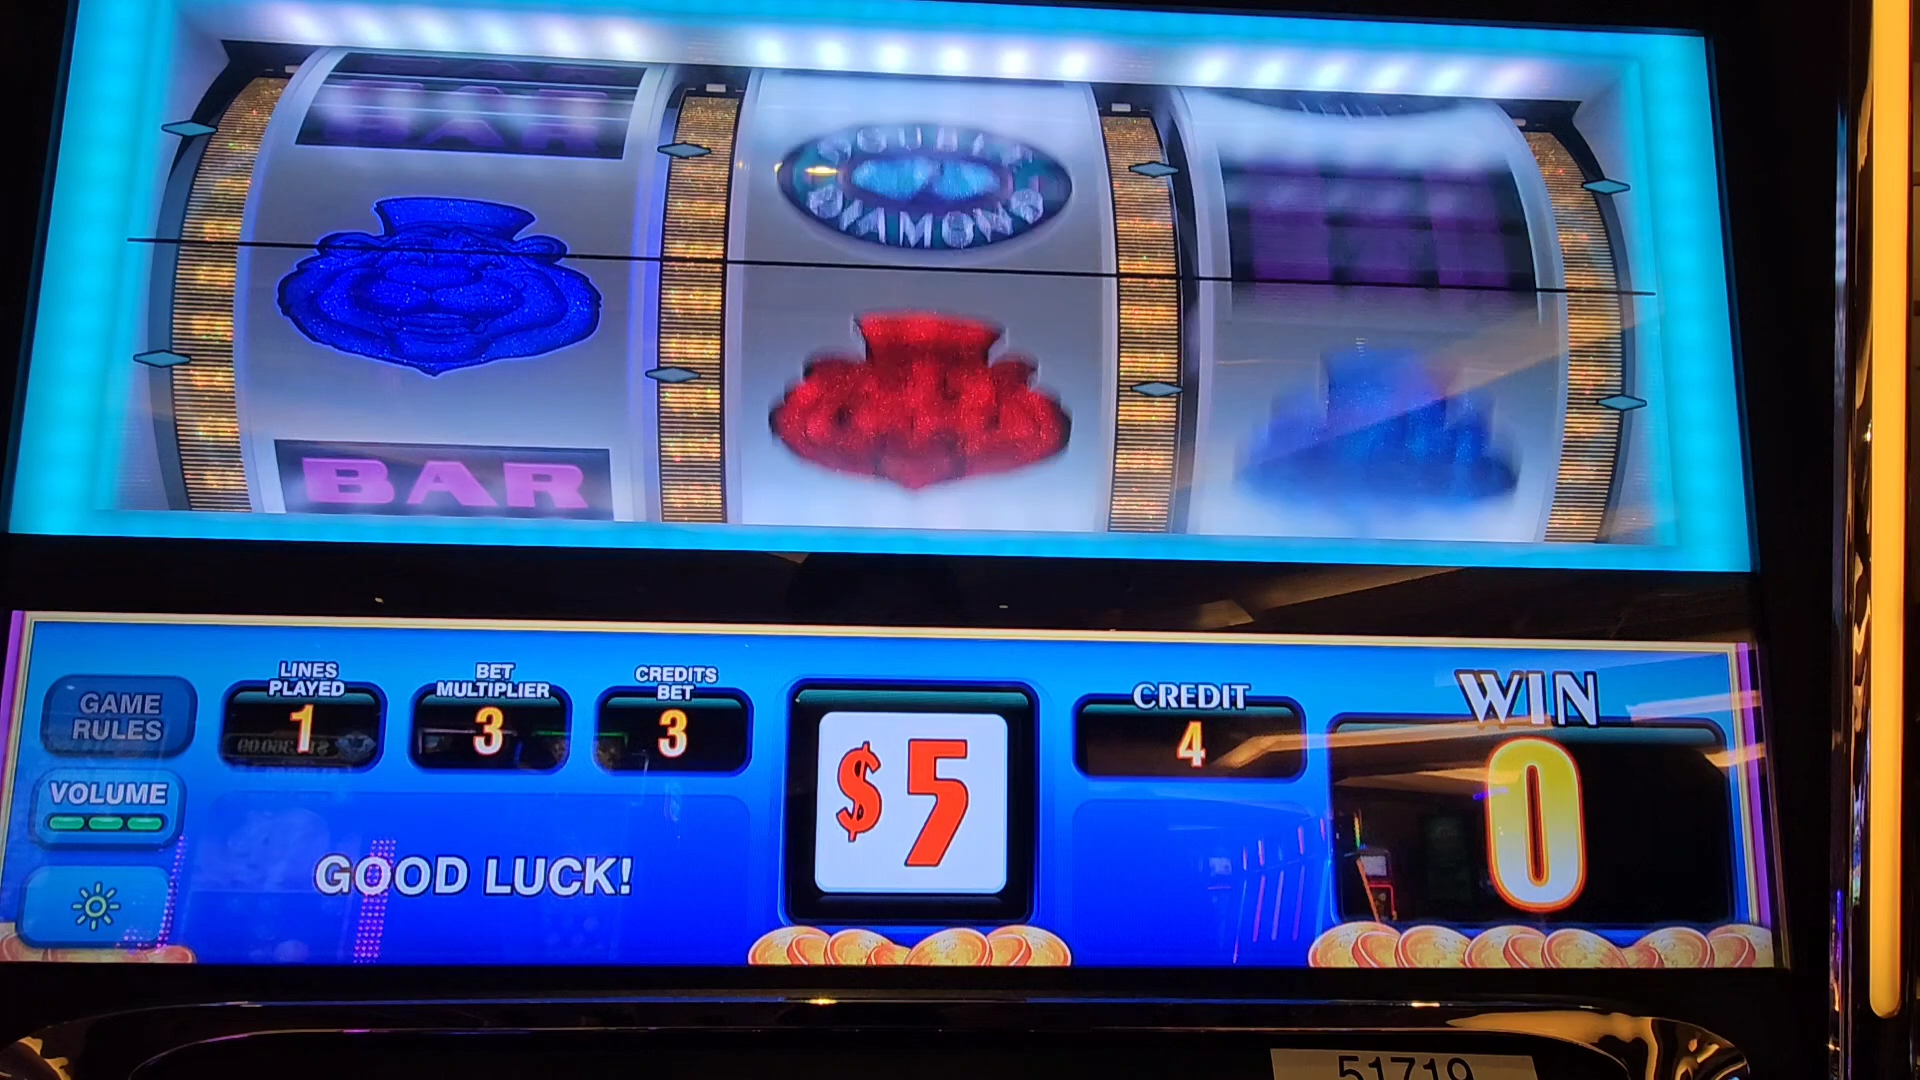 BAR
DOUBLE
DIAMOND
BAR
GAME
RULES
LINES
PLAYED
1
BET
MULTIPLIER
3
CREDITS
BET
3
$5
CREDIT
4
WIN
0
VOLUME
GOOD LUCK!
51719